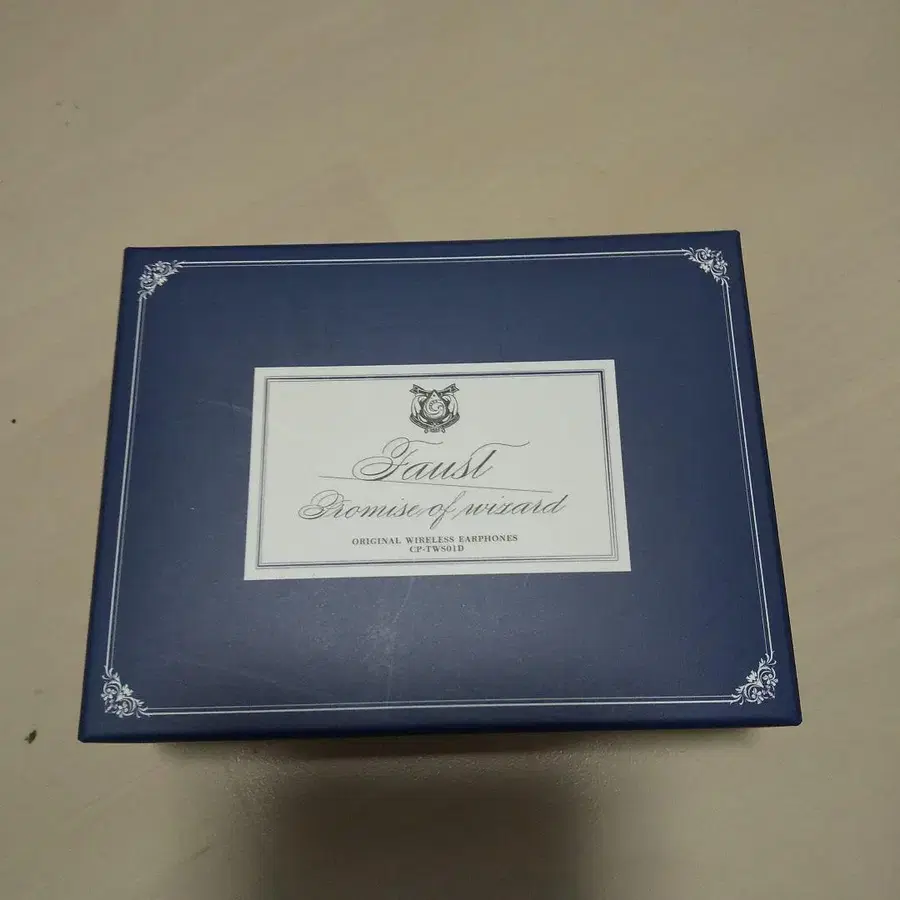 Faust
Promise of wizard
ORIGINAL WIRELESS EARPHONES
CP-TWS01D